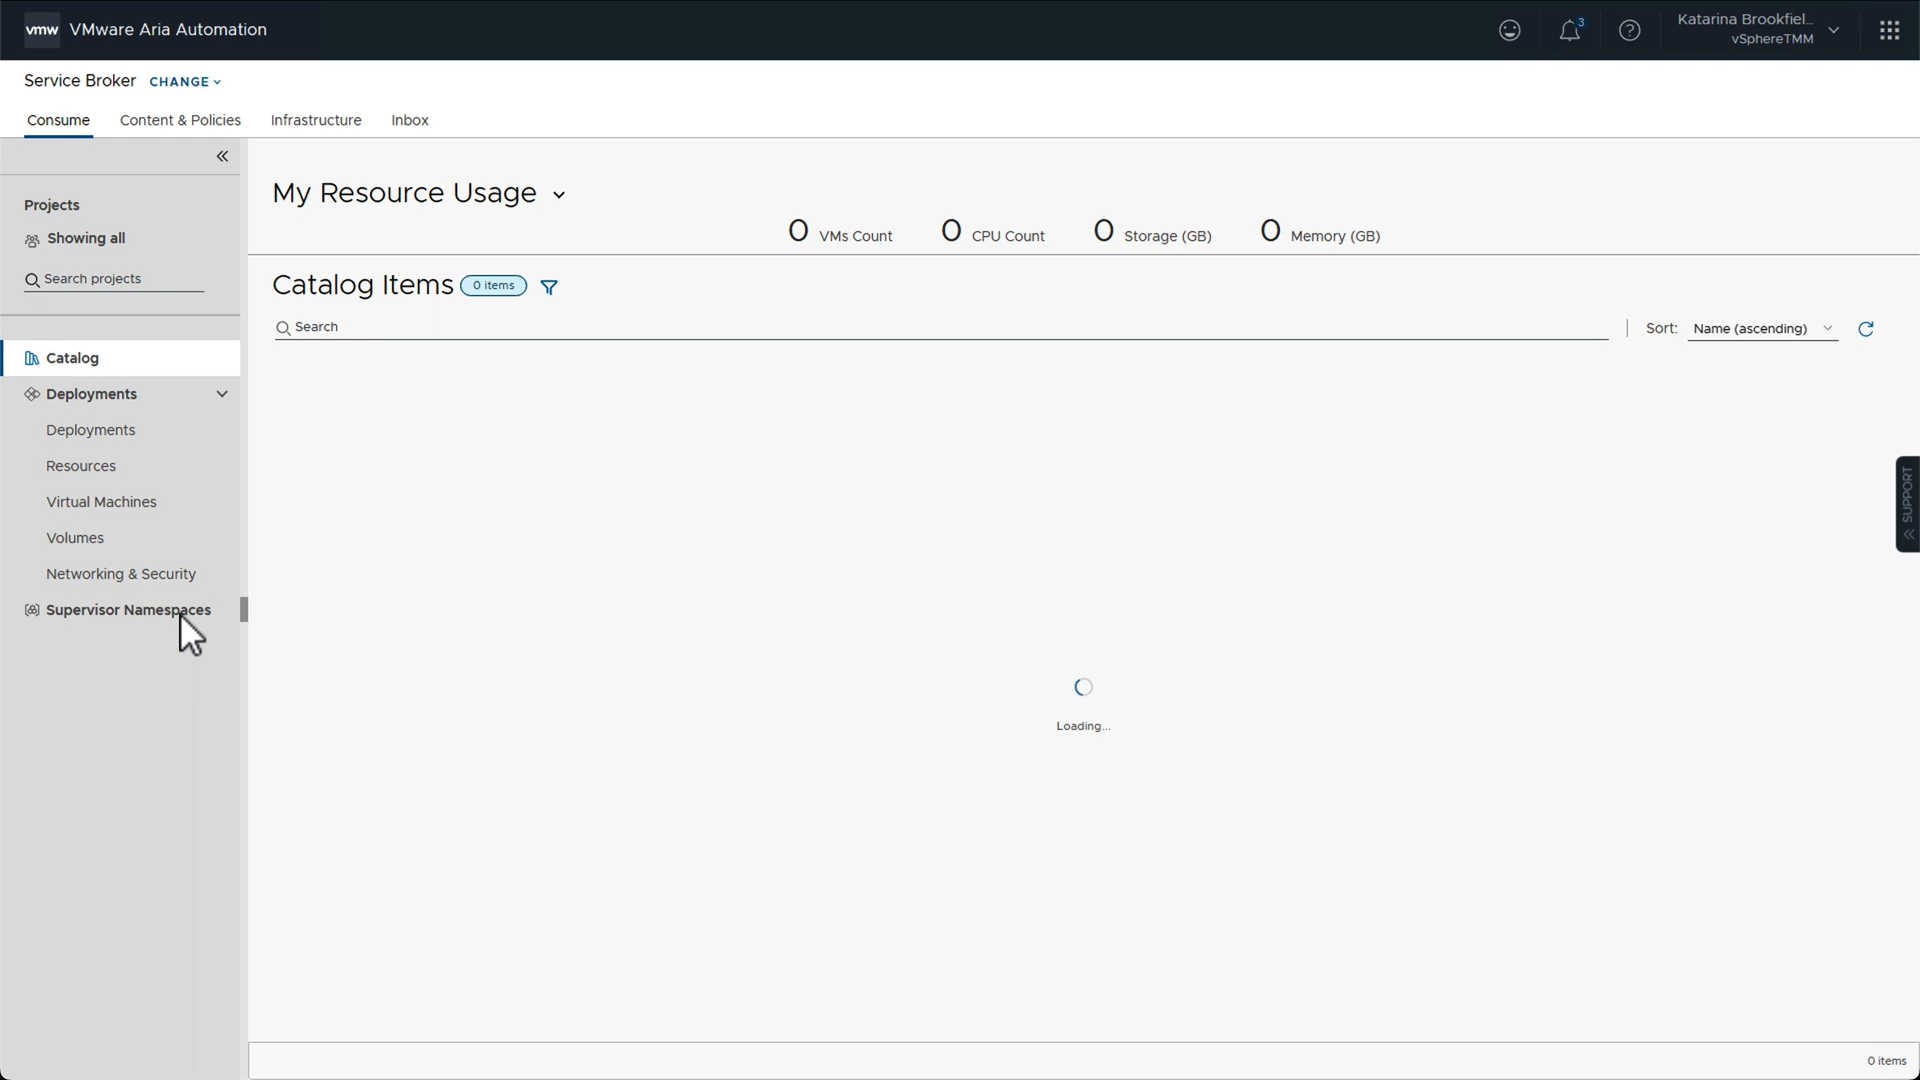 vmw VMware Aria Automation
3
Katarina Brookfiel...
vSphereTMM
Service Broker CHANGE
Consume Content & Policies Infrastructure Inbox
Projects
Showing all
Search projects
Catalog
Deployments
Deployments
Resources
Virtual Machines
Volumes
Networking & Security
Supervisor Namespaces
My Resource Usage
0 VMs Count 0 CPU Count 0 Storage (GB) 0 Memory (GB)
Catalog Items 0 items
Search
Sort: Name (ascending)
Loading...
SUPPORT
0 items